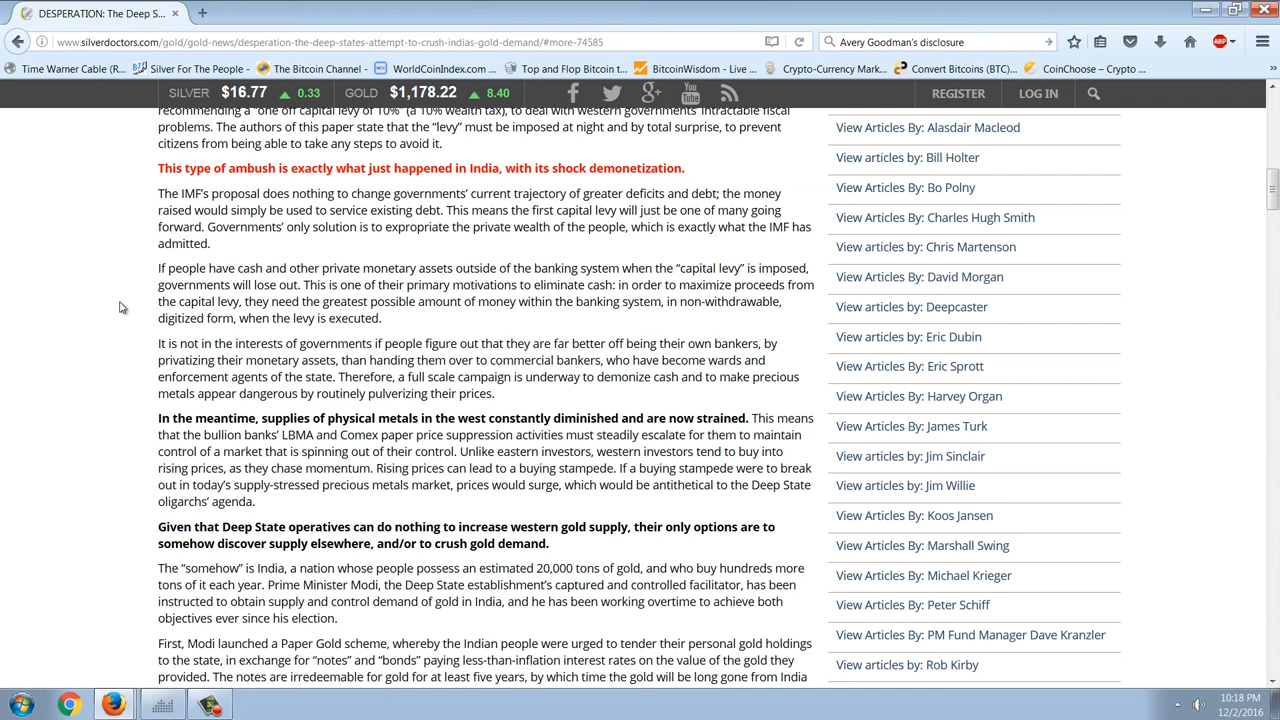 DESPERATION: The Deep S...
www.silverdoctors.com/gold/gold-news/desperation-the-deep-states-attempt-to-crush-indias-gold-demand/#more-74585
Avery Goodman's disclosure
ABP
Time Warner Cable (R...
Silver For The People - ...
The Bitcoin Channel - ...
WorldCoinIndex.com - ...
Top and Flop Bitcoin t...
BitcoinWisdom - Live ...
Crypto-Currency Mark...
Convert Bitcoins (BTC)...
CoinChoose – Crypto ...
SILVER $16.77 0.33 GOLD $1,178.22 8.40
REGISTER LOG IN
recommending a "one off capital levy of 10%" (a 10% wealth tax), to deal with western governments' intractable fiscal
problems. The authors of this paper state that the "levy" must be imposed at night and by total surprise, to prevent
citizens from being able to take any steps to avoid it.
This type of ambush is exactly what just happened in India, with its shock demonetization.
The IMF's proposal does nothing to change governments' current trajectory of greater deficits and debt; the money
raised would simply be used to service existing debt. This means the first capital levy will just be one of many going
forward. Governments' only solution is to expropriate the private wealth of the people, which is exactly what the IMF has
admitted.
If people have cash and other private monetary assets outside of the banking system when the "capital levy" is imposed,
governments will lose out. This is one of their primary motivations to eliminate cash: in order to maximize proceeds from
the capital levy, they need the greatest possible amount of money within the banking system, in non-withdrawable,
digitized form, when the levy is executed.
It is not in the interests of governments if people figure out that they are far better off being their own bankers, by
privatizing their monetary assets, than handing them over to commercial bankers, who have become wards and
enforcement agents of the state. Therefore, a full scale campaign is underway to demonize cash and to make precious
metals appear dangerous by routinely pulverizing their prices.
In the meantime, supplies of physical metals in the west constantly diminished and are now strained. This means
that the bullion banks' LBMA and Comex paper price suppression activities must steadily escalate for them to maintain
control of a market that is spinning out of their control. Unlike eastern investors, western investors tend to buy into
rising prices, as they chase momentum. Rising prices can lead to a buying stampede. If a buying stampede were to break
out in today's supply-stressed precious metals market, prices would surge, which would be antithetical to the Deep State
oligarchs' agenda.
Given that Deep State operatives can do nothing to increase western gold supply, their only options are to
somehow discover supply elsewhere, and/or to crush gold demand.
The "somehow" is India, a nation whose people possess an estimated 20,000 tons of gold, and who buy hundreds more
tons of it each year. Prime Minister Modi, the Deep State establishment's captured and controlled facilitator, has been
instructed to obtain supply and control demand of gold in India, and he has been working overtime to achieve both
objectives ever since his election.
First, Modi launched a Paper Gold scheme, whereby the Indian people were urged to tender their personal gold holdings
to the state, in exchange for "notes" and "bonds" paying less-than-inflation interest rates on the value of the gold they
provided. The notes are irredeemable for gold for at least five years, by which time the gold will be long gone from India
View Articles By: Alasdair Macleod
View articles by: Bill Holter
View Articles By: Bo Polny
View Articles By: Charles Hugh Smith
View articles by: Chris Martenson
View Articles By: David Morgan
View articles by: Deepcaster
View articles by: Eric Dubin
View articles by: Eric Sprott
View articles by: Harvey Organ
View articles by: James Turk
View articles by: Jim Sinclair
View articles by: Jim Willie
View Articles By: Koos Jansen
View Articles By: Marshall Swing
View Articles By: Michael Krieger
View Articles By: Peter Schiff
View Articles By: PM Fund Manager Dave Kranzler
View articles by: Rob Kirby
10:18 PM
12/2/2016